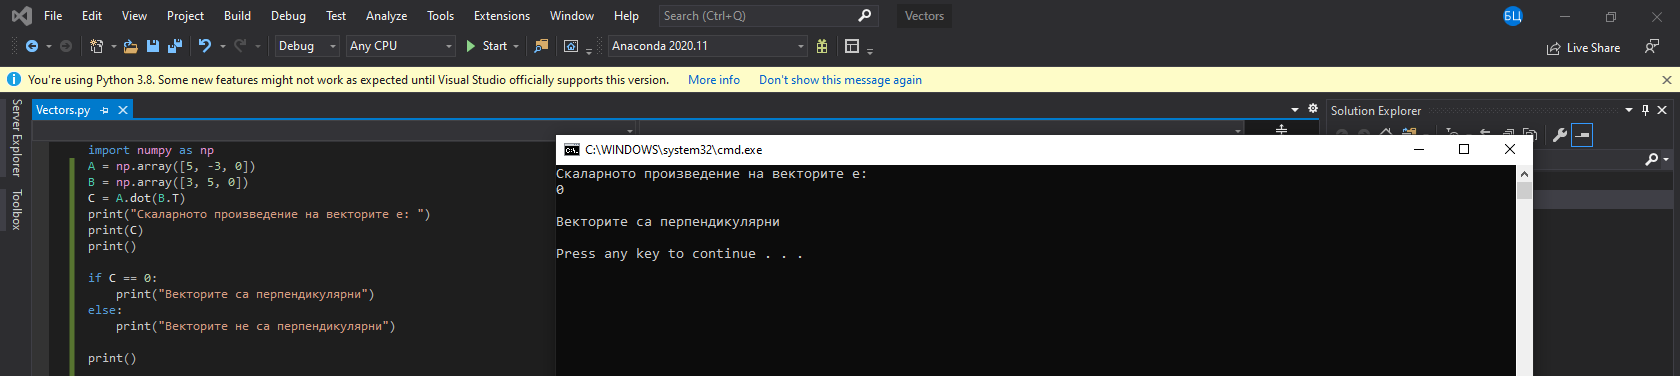 File Edit View Project Build Debug Test Analyze Tools Extensions Window Help Search (Ctrl+Q) Vectors БЦ
Debug Any CPU Start Anaconda 2020.11 Live Share
You're using Python 3.8. Some new features might not work as expected until Visual Studio officially supports this version. More info Don't show this message again
Server Explorer
Toolbox
Vectors.py
Solution Explorer
import numpy as np
A = np.array([5, -3, 0])
B = np.array([3, 5, 0])
C = A.dot(B.T)
print("Скаларното произведение на векторите е: ")
print(C)
print()
if C == 0:
print("Векторите са перпендикулярни")
else:
print("Векторите не са перпендикулярни")
print()
C:\WINDOWS\system32\cmd.exe
Скаларното произведение на векторите е:
0
Векторите са перпендикулярни
Press any key to continue . . .